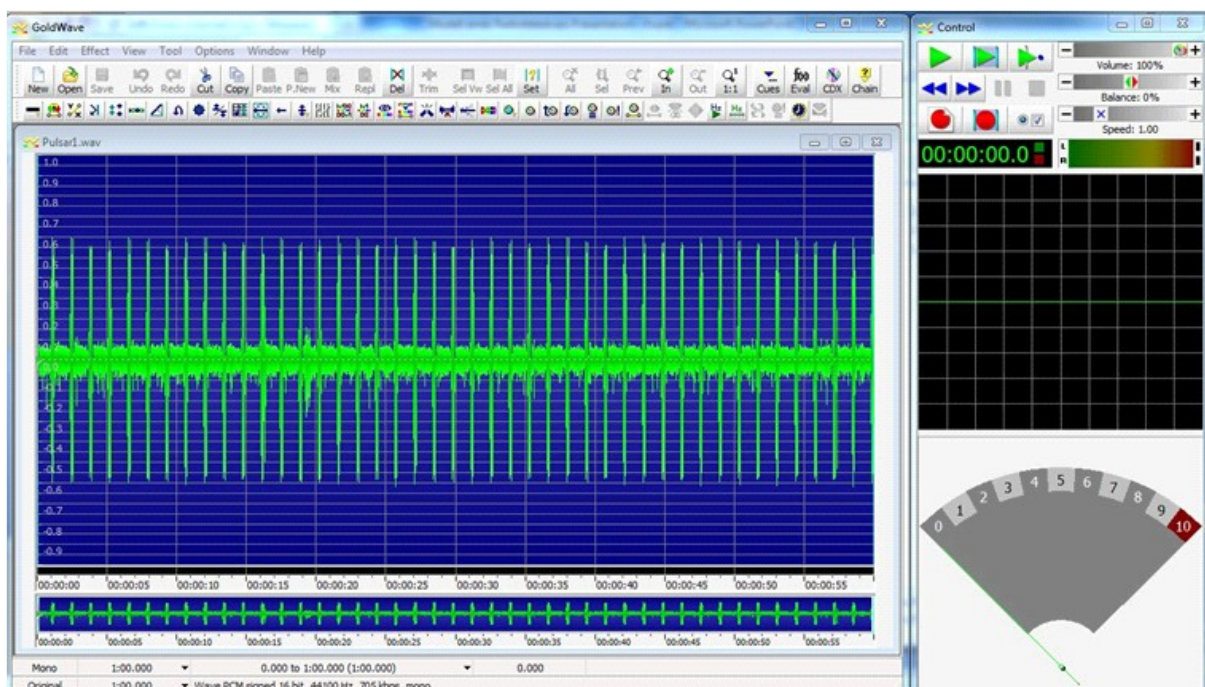 GoldWave
File Edit Effect View Tool Options Window Help
New Open Save Undo Redo Cut Copy Paste P.New Mix Repl Del Trim Sel Vw Sel All Set All Sel Prev In Out 1:1 Cues Eval CDX Chain
Pulsar1.wav
1.0
0.9
0.8
0.7
0.6
0.5
0.4
0.3
0.2
0.1
0.0
-0.1
-0.2
-0.3
-0.4
-0.5
-0.6
-0.7
-0.8
-0.9
00:00:00 00:00:05 00:00:10 00:00:15 00:00:20 00:00:25 00:00:30 00:00:35 00:00:40 00:00:45 00:00:50 00:00:55
00:00:00 00:00:05 00:00:10 00:00:15 00:00:20 00:00:25 00:00:30 00:00:35 00:00:40 00:00:45 00:00:50 00:00:55
Mono 1:00.000 0.000 to 1:00.000 (1:00.000) 0.000
Original 1:00.000 Wave PCM signed 16 bit, 44100 Hz, 705 kbps, mono
Control
Volume: 100%
Balance: 0%
Speed: 1.00
00:00:00.0
L
R
0 1 2 3 4 5 6 7 8 9 10